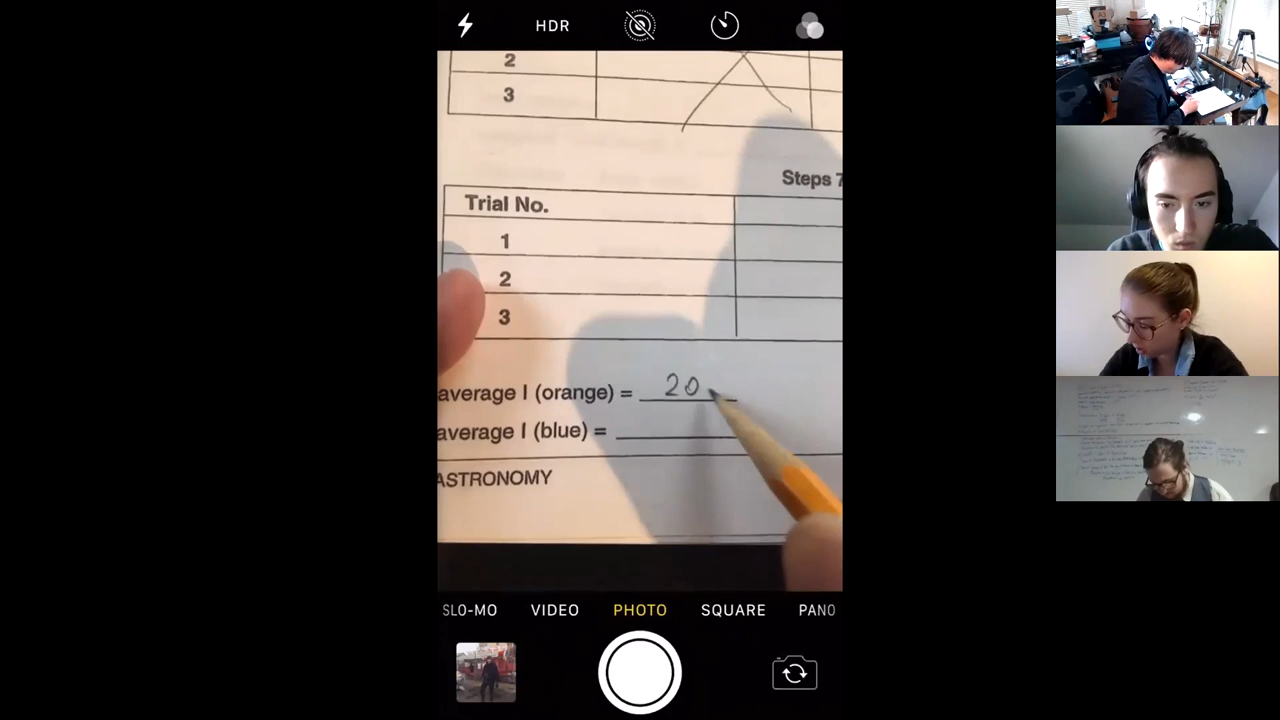 HDR
2
3
Steps 7
Trial No.
1
2
3
average I (orange) = 20
average I (blue) =
ASTRONOMY
SLO-MO VIDEO PHOTO SQUARE PANO